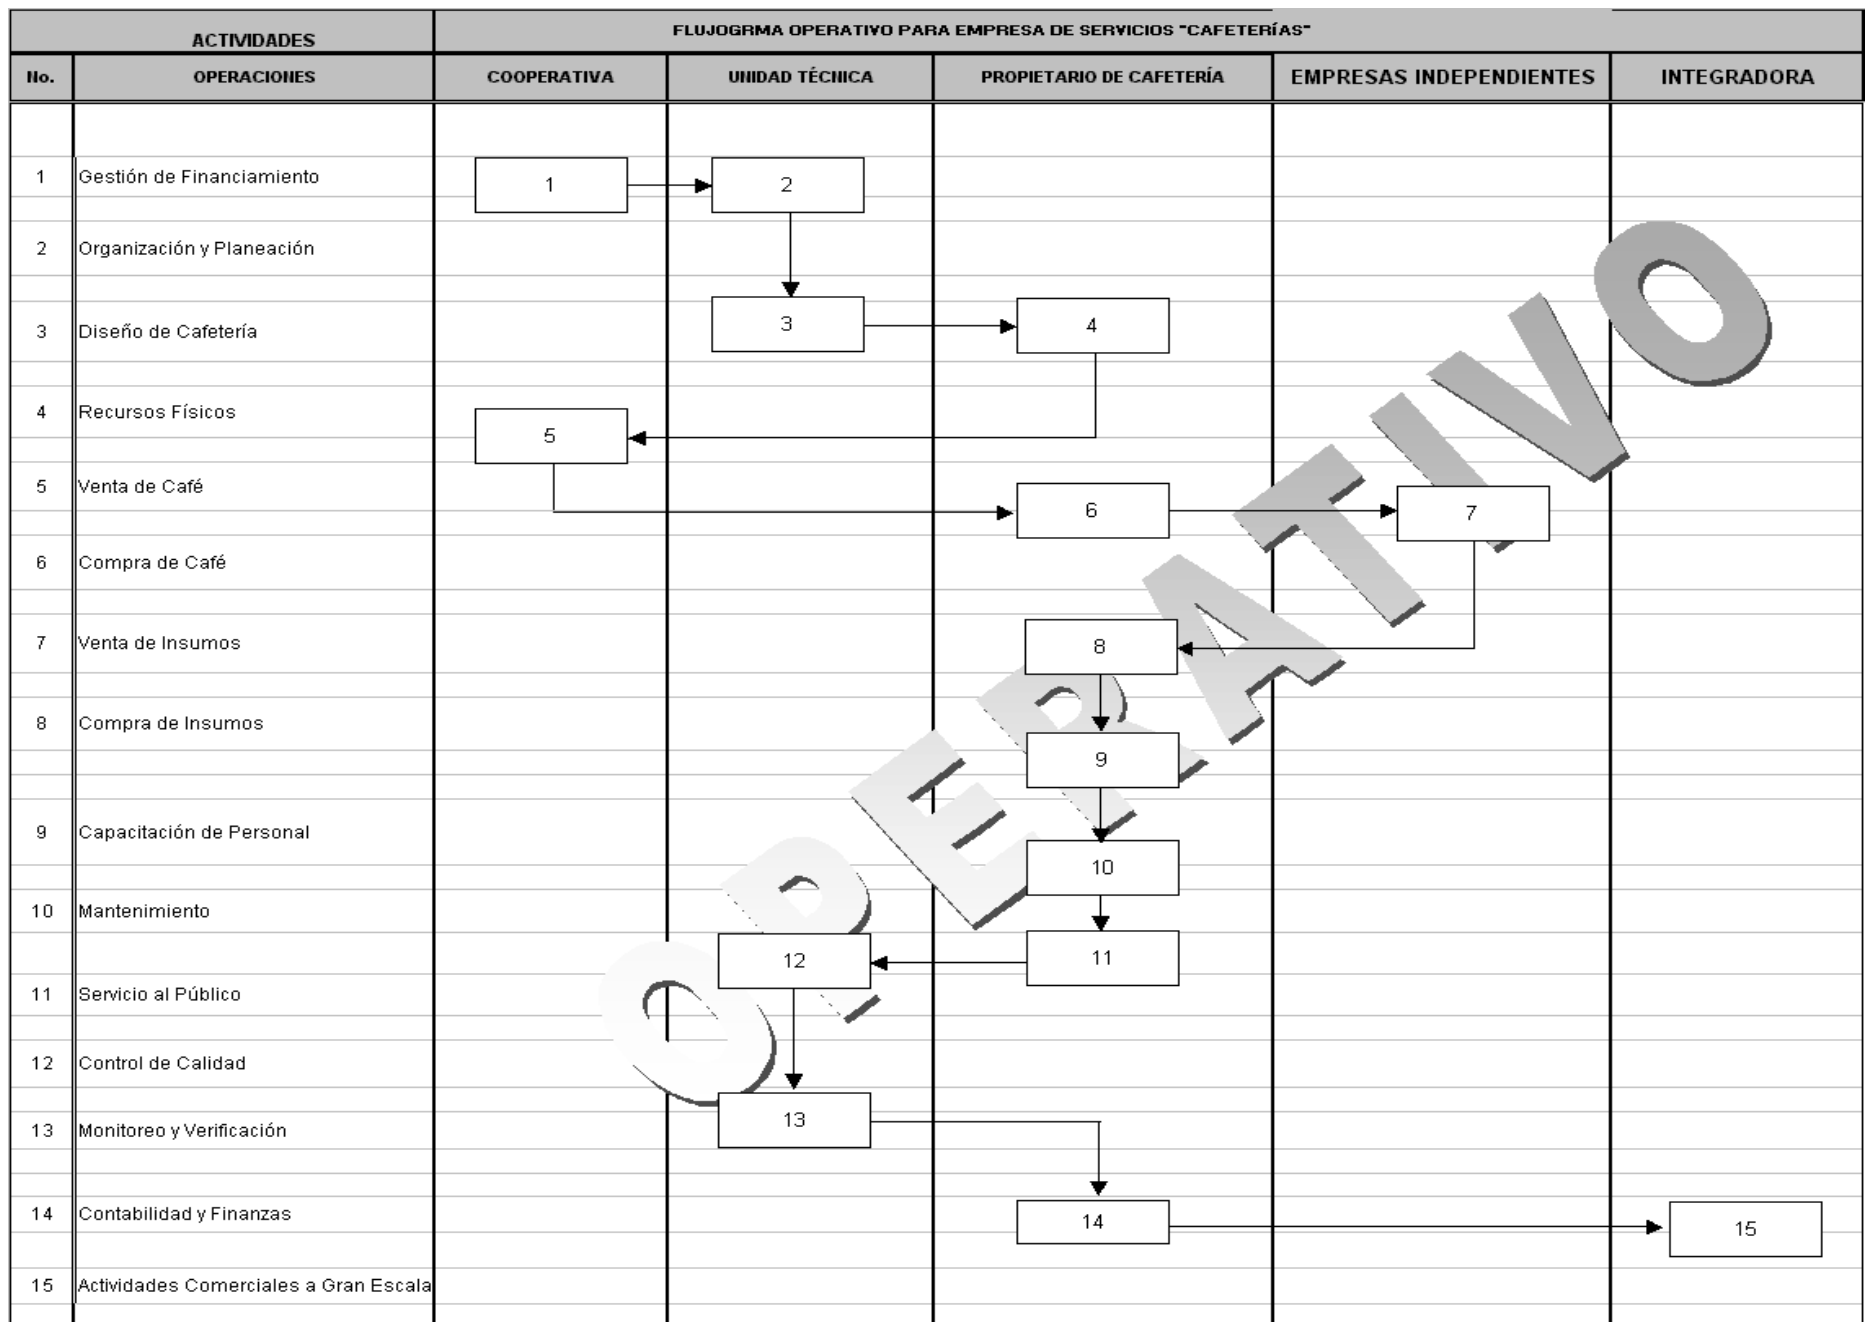 ACTIVIDADES
FLUJOGRMA OPERATIVO PARA EMPRESA DE SERVICIOS "CAFETERÍAS"
No. OPERACIONES COOPERATIVA UNIDAD TÉCNICA PROPIETARIO DE CAFETERÍA EMPRESAS INDEPENDIENTES INTEGRADORA
1 Gestión de Financiamiento 1 2
2 Organización y Planeación
3 Diseño de Cafetería 3 4
4 Recursos Físicos
5
5 Venta de Café
6 7
6 Compra de Café
7 Venta de Insumos 8
8 Compra de Insumos
9
9 Capacitación de Personal
10
10 Mantenimiento
12 11
11 Servicio al Público
12 Control de Calidad
13 Monitoreo y Verificación 13
14 Contabilidad y Finanzas 14 15
15 Actividades Comerciales a Gran Escala
OPERATIVO